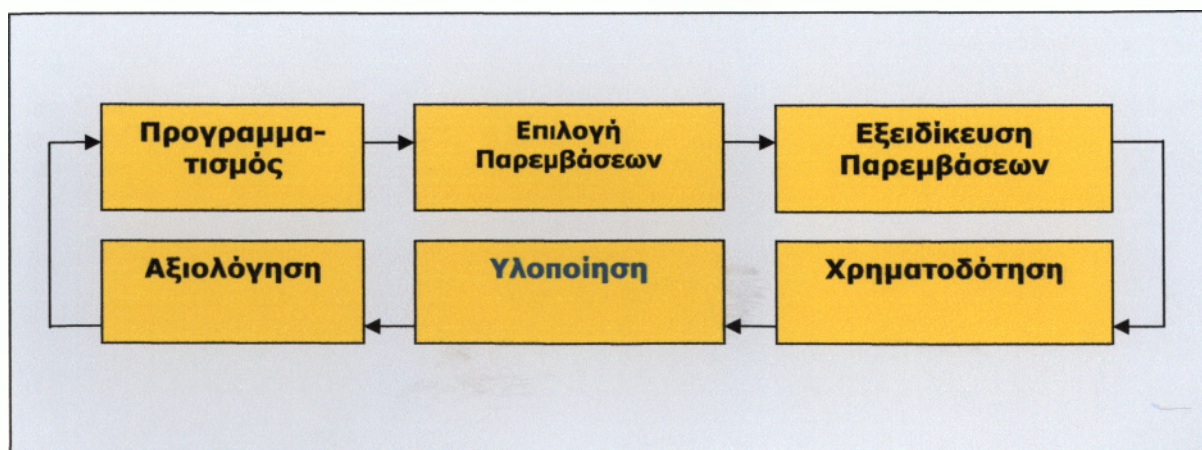 Προγραμμα-
τισμός
Επιλογή
Παρεμβάσεων
Εξειδίκευση
Παρεμβάσεων
Αξιολόγηση
Υλοποίηση
Χρηματοδότηση